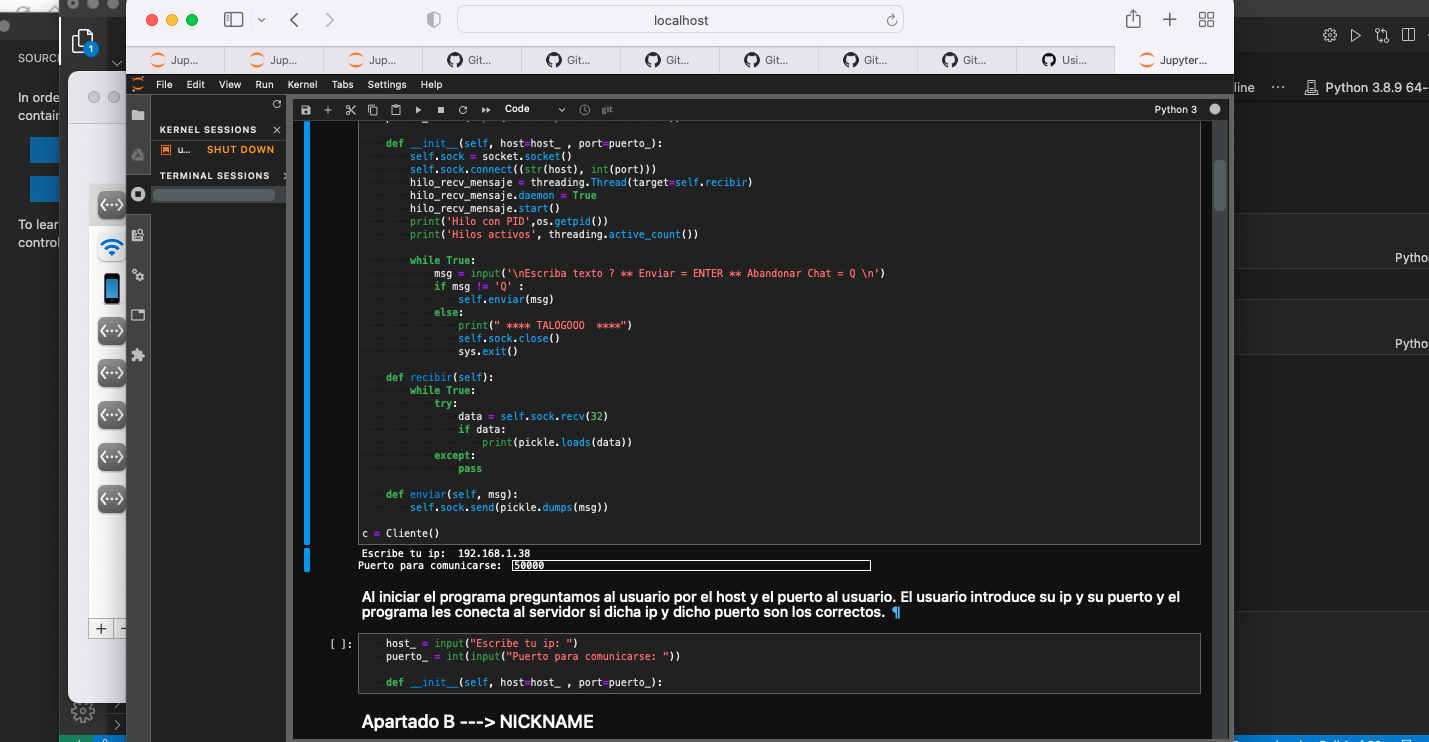 localhost
Jup...
Jup...
Jup...
Git...
Git...
Git...
Git...
Git...
Git...
Usi...
Jupyter...
SOURC
1
In orde
contair
To lear
control
File Edit View Run Kernel Tabs Settings Help
KERNEL SESSIONS
u... SHUT DOWN
TERMINAL SESSIONS
Code
git
Python 3
def __init__(self, host=host_ , port=puerto_):
self.sock = socket.socket()
self.sock.connect((str(host), int(port)))
hilo_recv_mensaje = threading.Thread(target=self.recibir)
hilo_recv_mensaje.daemon = True
hilo_recv_mensaje.start()
print('Hilo con PID',os.getpid())
print('Hilos activos', threading.active_count())
while True:
msg = input('\nEscriba texto ? ** Enviar = ENTER ** Abandonar Chat = Q \n')
if msg != 'Q' :
self.enviar(msg)
else:
print(" **** TALOGOOO  ****")
self.sock.close()
sys.exit()
def recibir(self):
while True:
try:
data = self.sock.recv(32)
if data:
print(pickle.loads(data))
except:
pass
def enviar(self, msg):
self.sock.send(pickle.dumps(msg))
c = Cliente()
Escribe tu ip:  192.168.1.38
Puerto para comunicarse: 50000
Al iniciar el programa preguntamos al usuario por el host y el puerto al usuario. El usuario introduce su ip y su puerto y el
programa les conecta al servidor si dicha ip y dicho puerto son los correctos. ¶
[ ]:
host_ = input("Escribe tu ip: ")
puerto_ = int(input("Puerto para comunicarse: "))
def __init__(self, host=host_ , port=puerto_):
Apartado B ---> NICKNAME
line ··· Python 3.8.9 64-
Pytho
Pytho